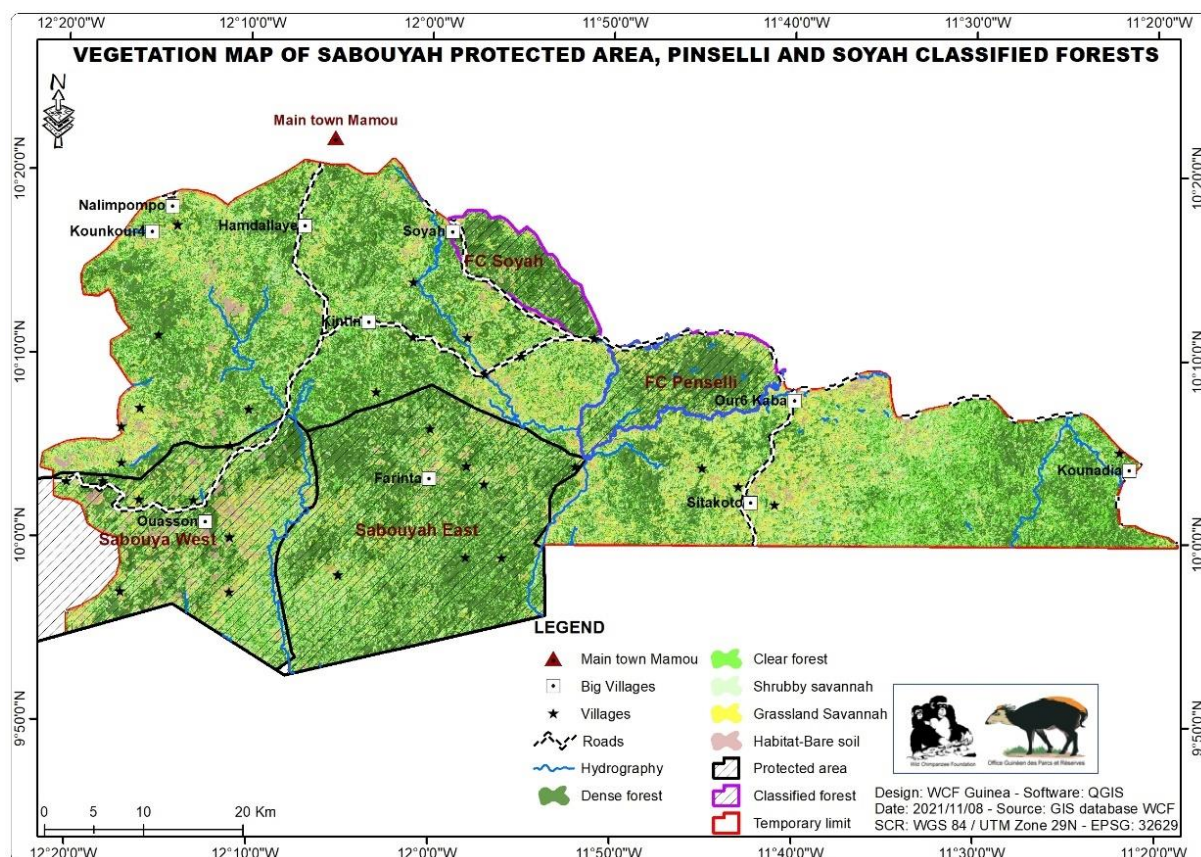 12°20'0"W 12°10'0"W 12°0'0"W 11°50'0"W 11°40'0"W 11°30'0"W 11°20'0"W
VEGETATION MAP OF SABOUYAH PROTECTED AREA, PINSELLI AND SOYAH CLASSIFIED FORESTS
N
Main town Mamou
10°20'0"N
10°20'0"N
Nalimpompo
Kounkour4
Hamdallaye
Soyah
FC Soyah
Kintin
10°10'0"N
10°10'0"N
FC Penselli
Our6 Kaba
Farinta
Kounadia
Sitakoto
Ouasson
Sabouya West
Sabouyah East
10°0'0"N
10°0'0"N
9°50'0"N
9°50'0"N
LEGEND
Main town Mamou
Big Villages
Villages
Roads
Hydrography
Dense forest
Clear forest
Shrubby savannah
Grassland Savannah
Habitat-Bare soil
Protected area
Classified forest
Temporary limit
Wild Chimpanzee Foundation
Office Guinéen des Parcs et Réserves
Design: WCF Guinea - Software: QGIS
Date: 2021/11/08 - Source: GIS database WCF
SCR: WGS 84 / UTM Zone 29N - EPSG: 32629
0 5 10 20 Km
12°20'0"W 12°10'0"W 12°0'0"W 11°50'0"W 11°40'0"W 11°30'0"W 11°20'0"W